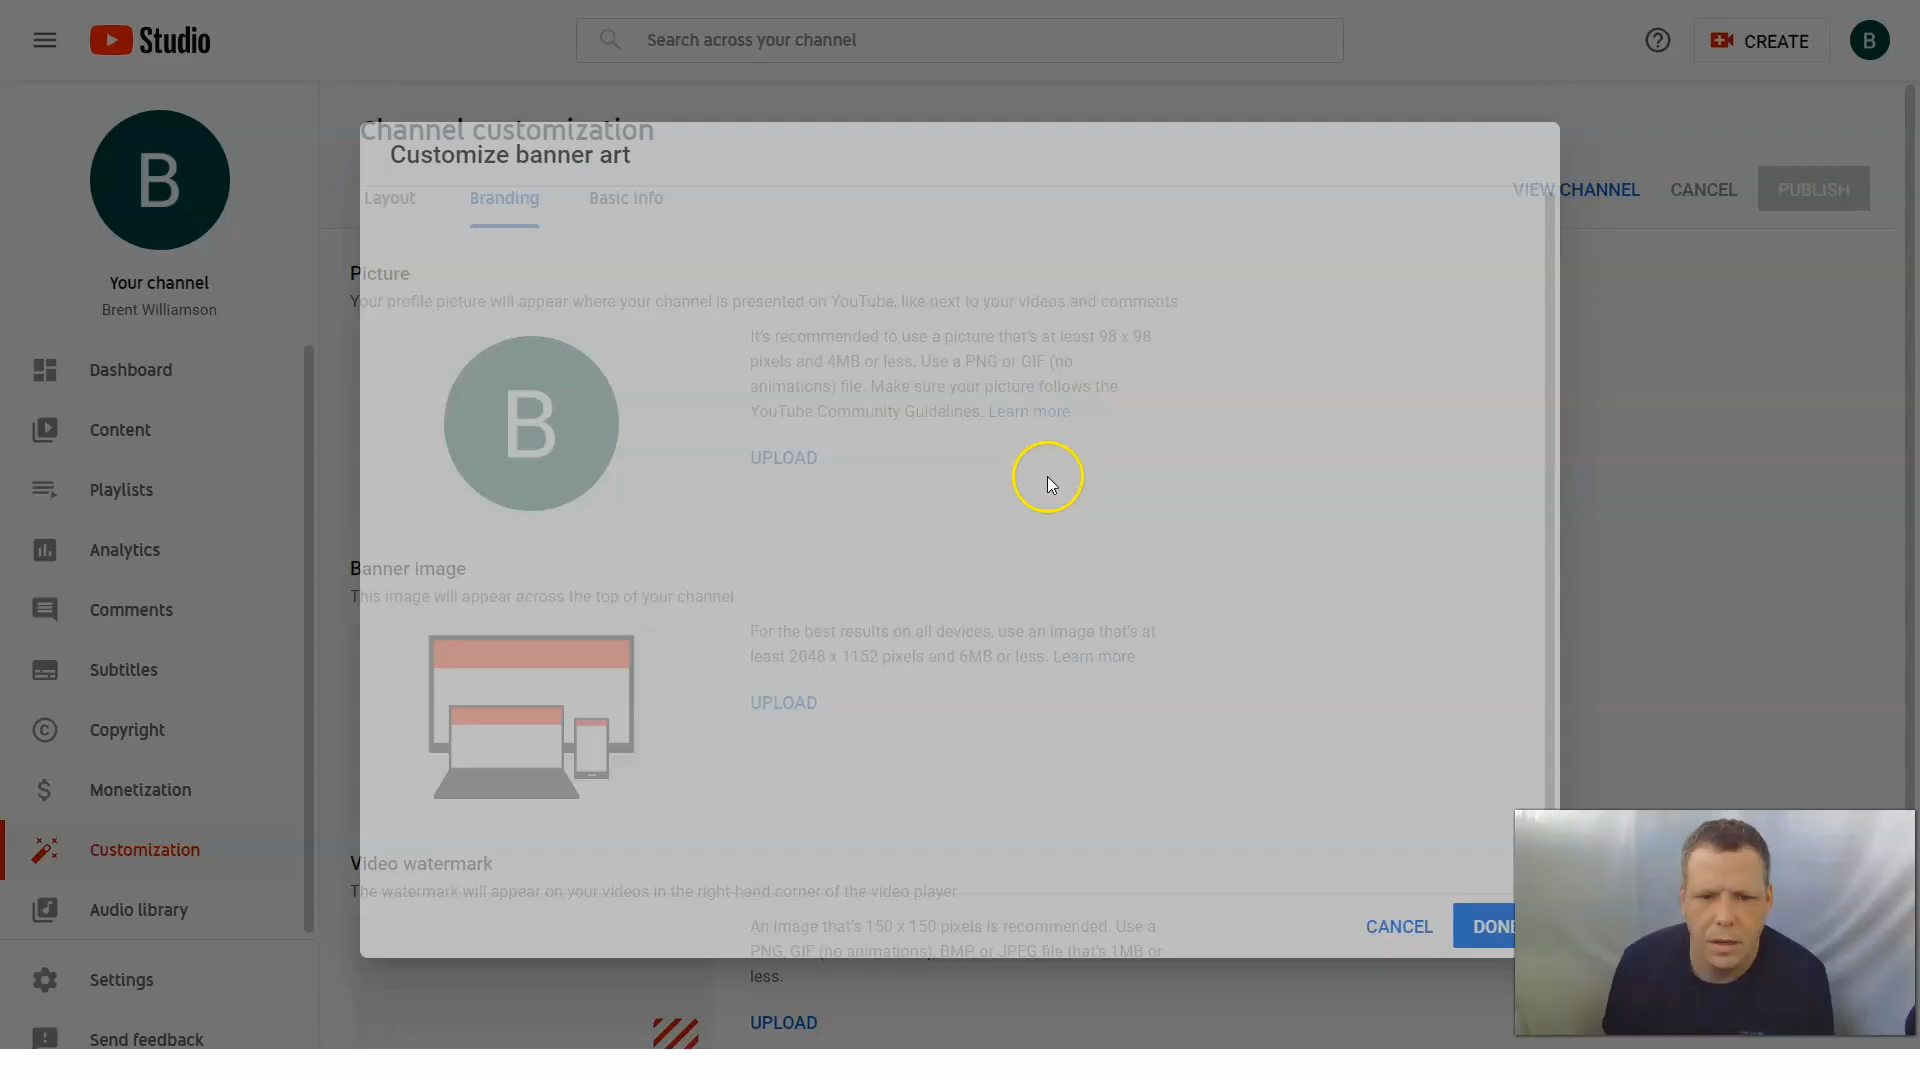 Studio
Search across your channel
CREATE
B
B
Your channel
Brent Williamson
Dashboard
Content
Playlists
Analytics
Comments
Subtitles
Copyright
Monetization
Customization
Audio library
Settings
Send feedback
Channel customization
Customize banner art
Layout
Branding
Basic info
VIEW CHANNEL
CANCEL
PUBLISH
Picture
Your profile picture will appear where your channel is presented on YouTube, like next to your videos and comments
B
It's recommended to use a picture that's at least 98 x 98
pixels and 4MB or less. Use a PNG or GIF (no
animations) file. Make sure your picture follows the
YouTube Community Guidelines. Learn more
UPLOAD
Banner image
This image will appear across the top of your channel
For the best results on all devices, use an image that's at
least 2048 x 1152 pixels and 6MB or less. Learn more
UPLOAD
Video watermark
The watermark will appear on your videos in the right-hand corner of the video player
An image that's 150 x 150 pixels is recommended. Use a
PNG, GIF (no animations), BMP, or JPEG file that's 1MB or
less.
UPLOAD
CANCEL
DONE